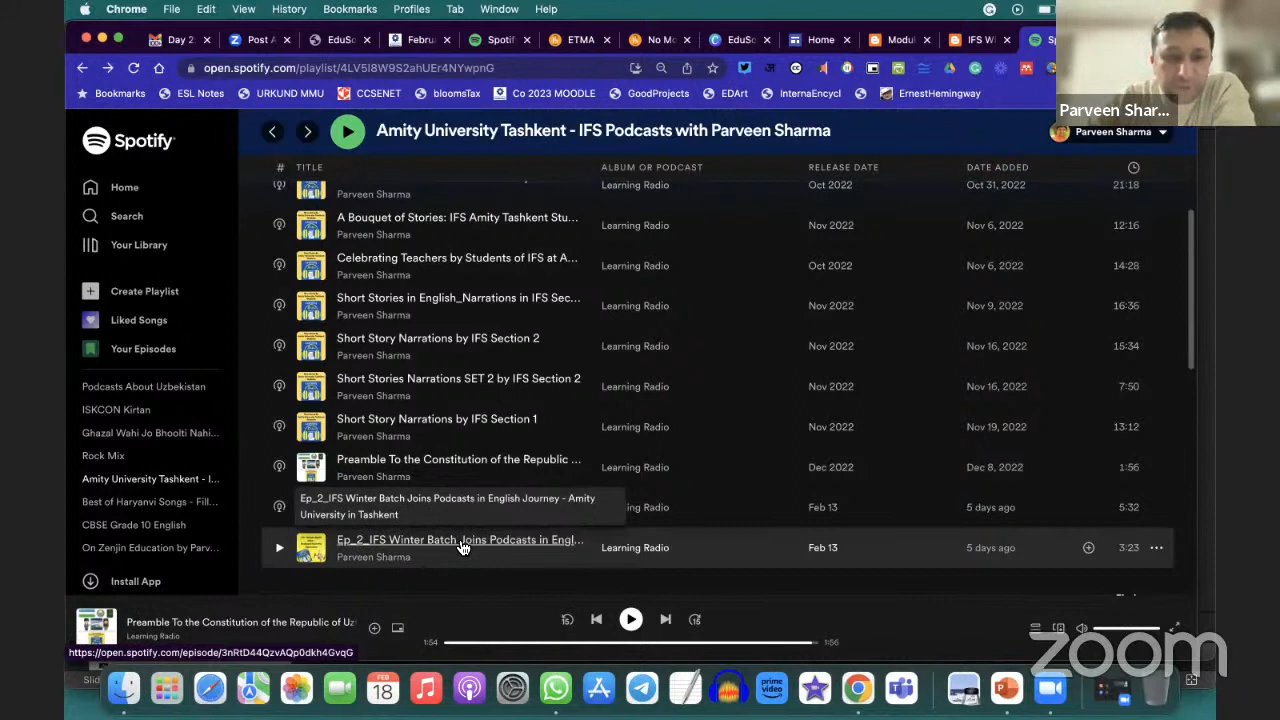 Chrome File Edit View History Bookmarks Profiles Tab Window Help
Day 2 Post A EduSo Februa Spotif ETMA No Mo EduSo Home Modul IFS Wi Sp
open.spotify.com/playlist/4LV5I8W9S2ahUEr4NYwpnG
Bookmarks ESL Notes URKUND MMU CCSENET bloomsTax Co 2023 MOODLE GoodProjects EDArt InternaEncycl ErnestHemingway
Parveen Shar...
Spotify
Amity University Tashkent - IFS Podcasts with Parveen Sharma
Parveen Sharma
# TITLE ALBUM OR PODCAST RELEASE DATE DATE ADDED
Home
Search
Your Library
Create Playlist
Liked Songs
Your Episodes
Podcasts About Uzbekistan
ISKCON Kirtan
Ghazal Wahi Jo Bhoolti Nahi...
Rock Mix
Amity University Tashkent - I...
Best of Haryanvi Songs - Fill...
CBSE Grade 10 English
On Zenjin Education by Parv...
Install App
Parveen Sharma Learning Radio Oct 2022 Oct 31, 2022 21:18
A Bouquet of Stories: IFS Amity Tashkent Stu...
Parveen Sharma Learning Radio Nov 2022 Nov 6, 2022 12:16
Celebrating Teachers by Students of IFS at A...
Parveen Sharma Learning Radio Oct 2022 Nov 6, 2022 14:28
Short Stories in English_Narrations in IFS Sec...
Parveen Sharma Learning Radio Nov 2022 Nov 9, 2022 16:36
Short Story Narrations by IFS Section 2
Parveen Sharma Learning Radio Nov 2022 Nov 16, 2022 15:34
Short Stories Narrations SET 2 by IFS Section 2
Parveen Sharma Learning Radio Nov 2022 Nov 16, 2022 7:50
Short Story Narrations by IFS Section 1
Parveen Sharma Learning Radio Nov 2022 Nov 19, 2022 13:12
Preamble To the Constitution of the Republic ...
Parveen Sharma Learning Radio Dec 2022 Dec 8, 2022 1:56
Ep_2_IFS Winter Batch Joins Podcasts in English Journey - Amity
University in Tashkent
ning Radio Feb 13 5 days ago 5:32
Ep_2_IFS Winter Batch Joins Podcasts in Engl...
Parveen Sharma Learning Radio Feb 13 5 days ago 3:23
Preamble To the Constitution of the Republic of Uz
Learning Radio
1:54 1:56
https://open.spotify.com/episode/3nRtD44QzvAQp0dkh4GvqG
zoom
Slid
FEB
18
prime
video